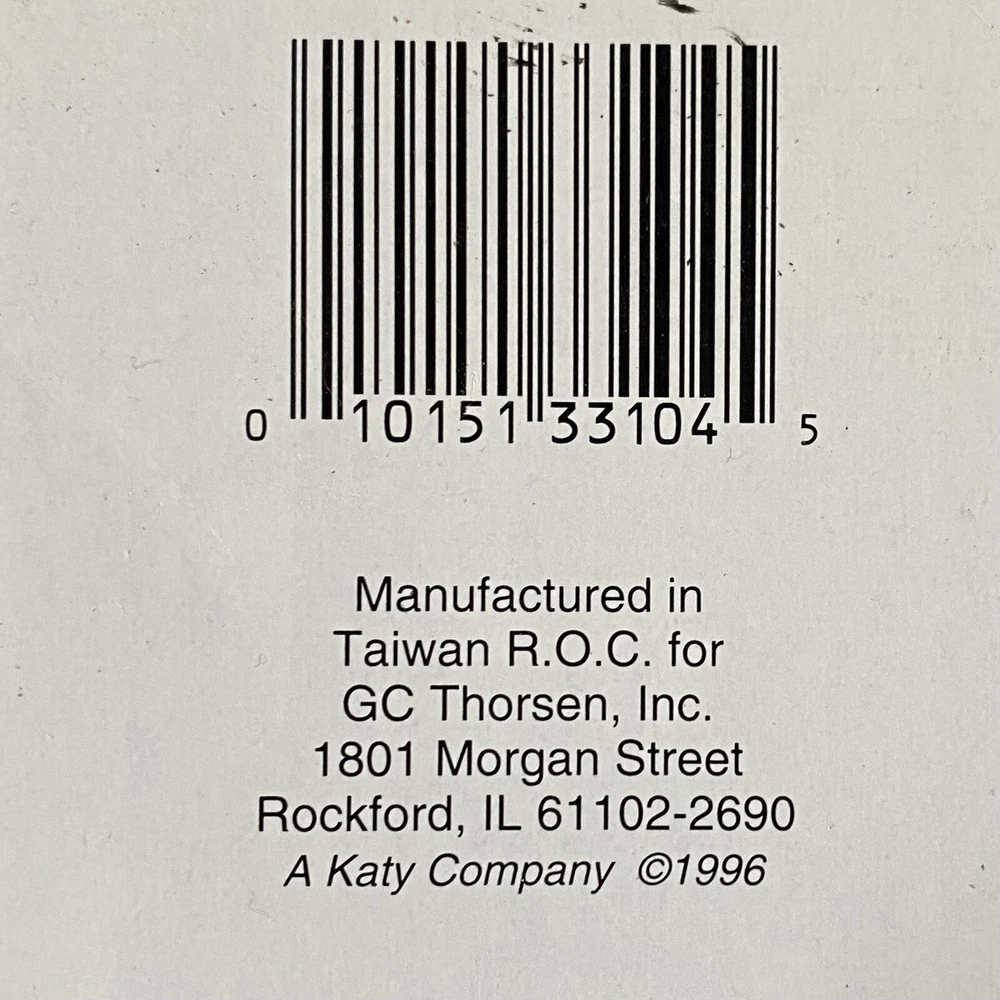 0 10151 33104 5
Manufactured in
Taiwan R.O.C. for
GC Thorsen, Inc.
1801 Morgan Street
Rockford, IL 61102-2690
A Katy Company ©1996